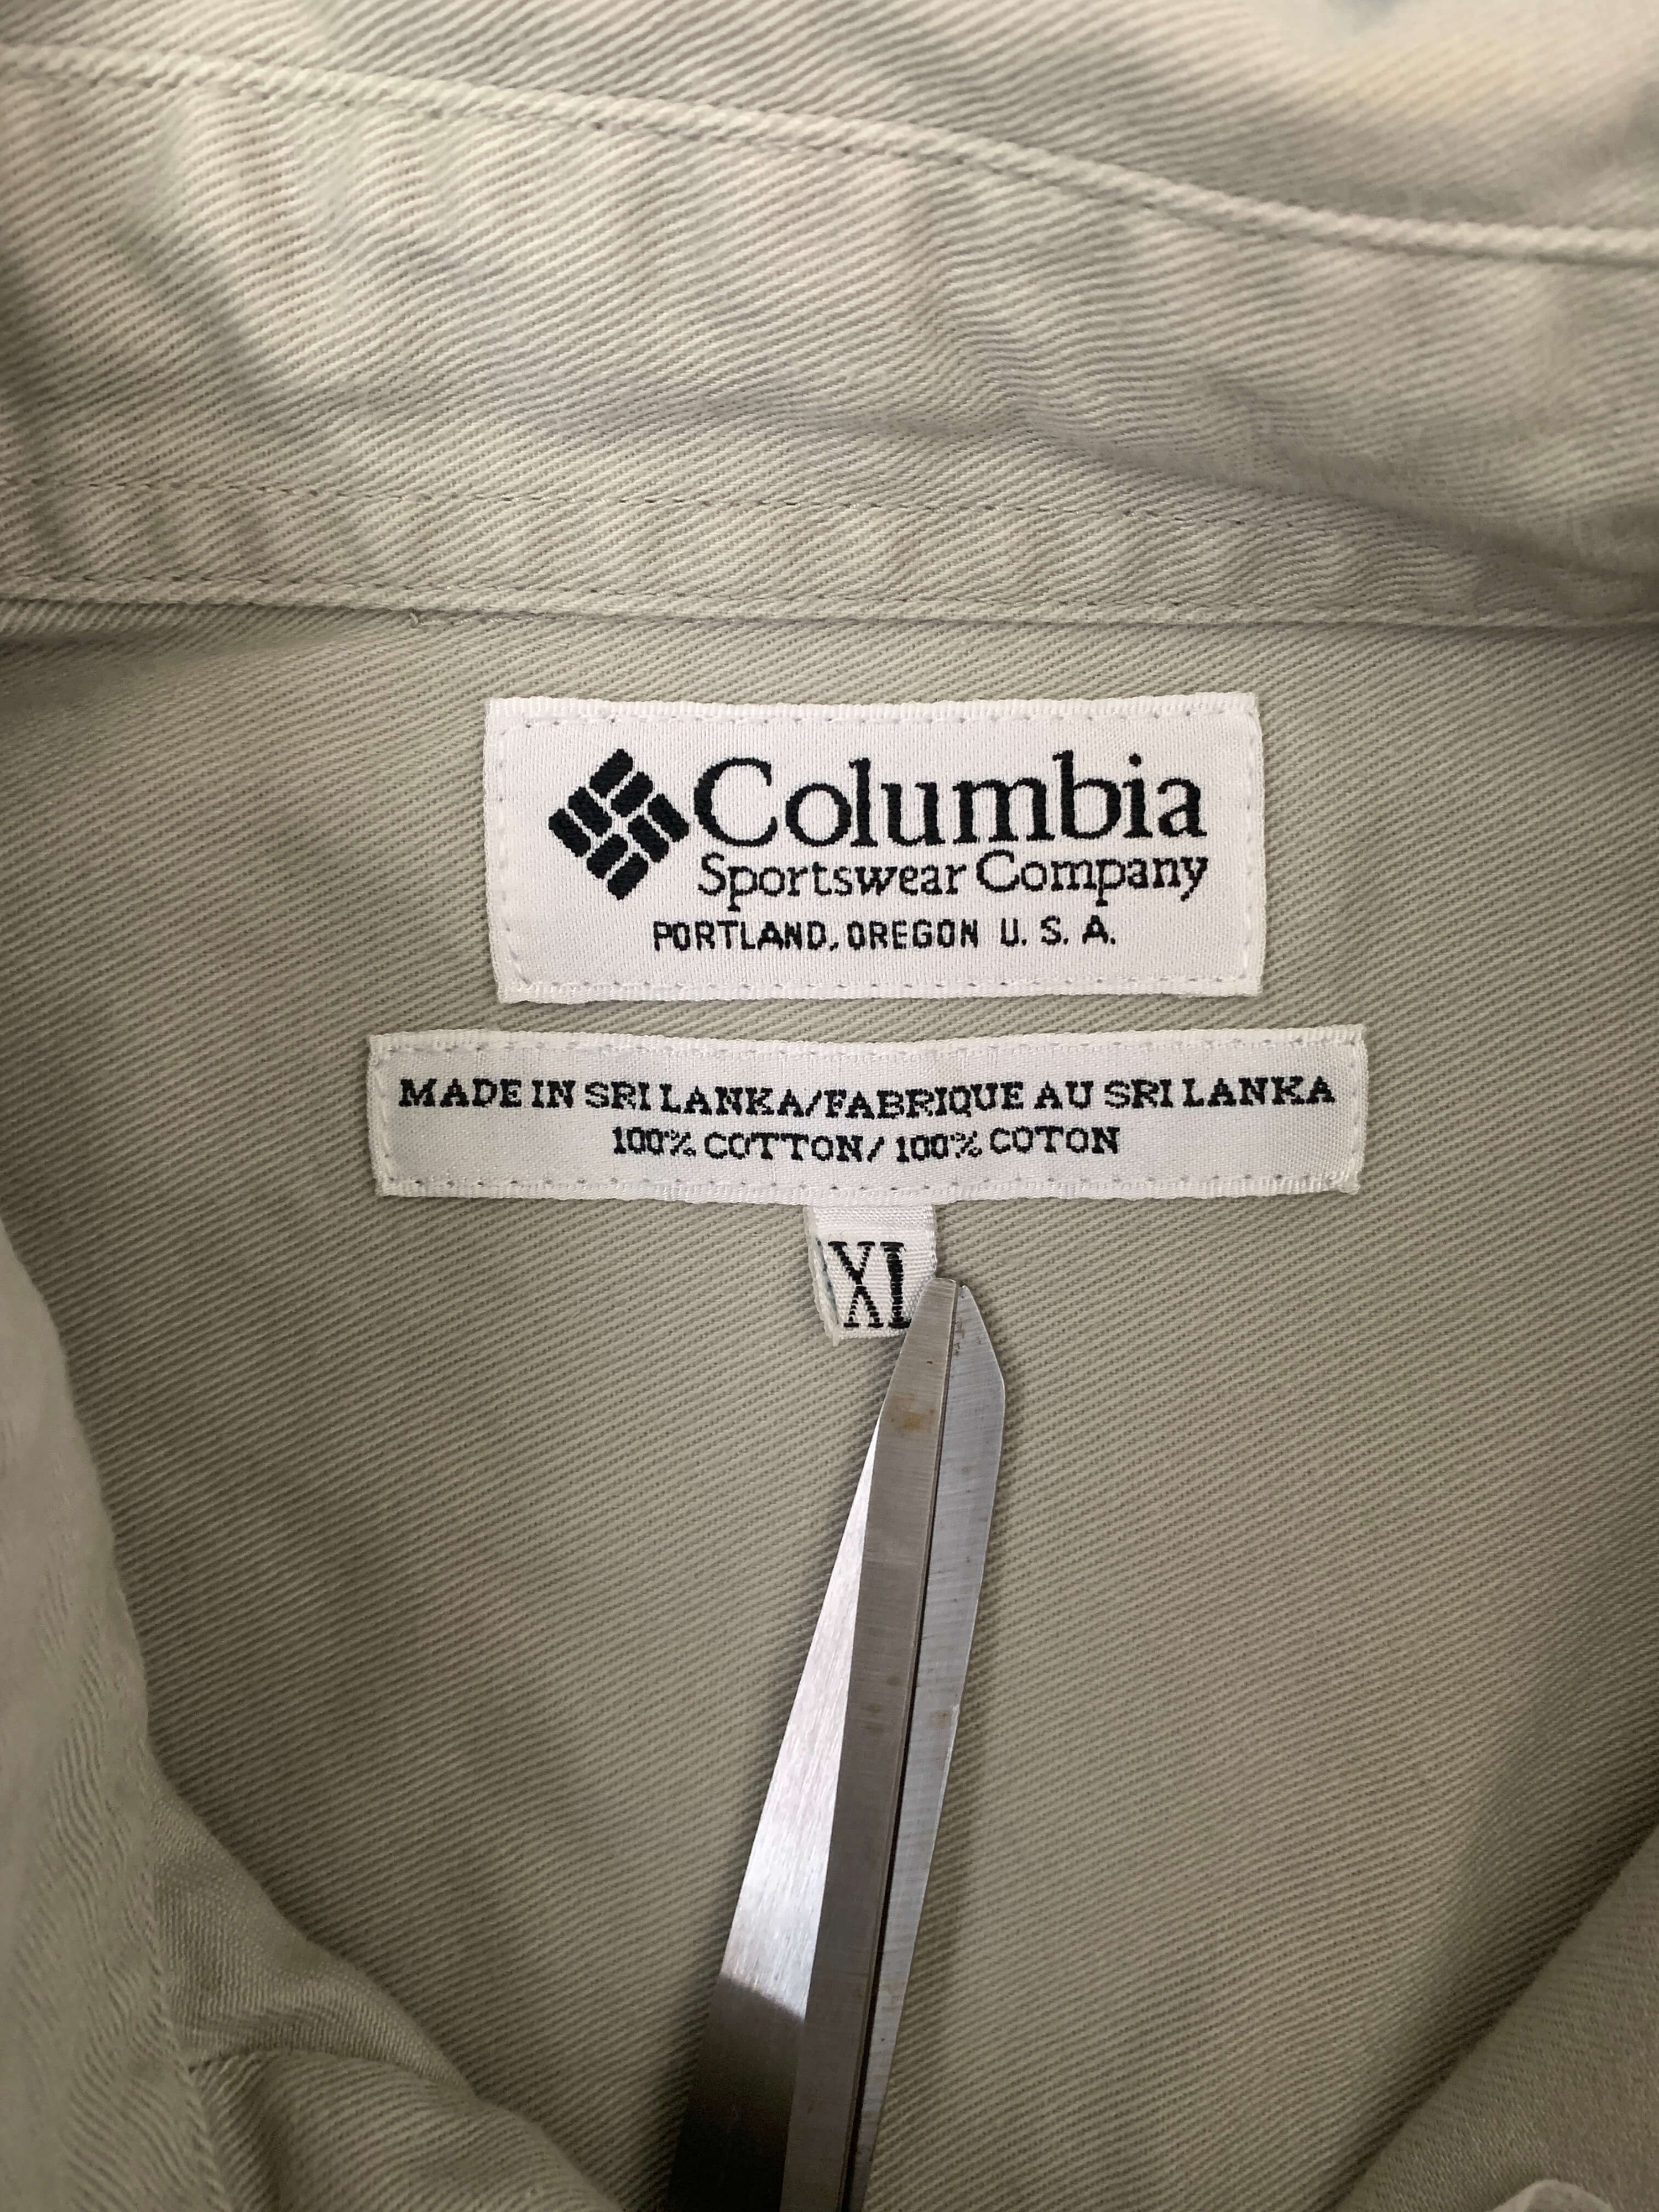 Columbia
Sportswear Company
PORTLAND, OREGON U. S. A.
MADE IN SRI LANKA/FABRIQUE AU SRI LANKA
100% COTTON/ 100% COTON
XL